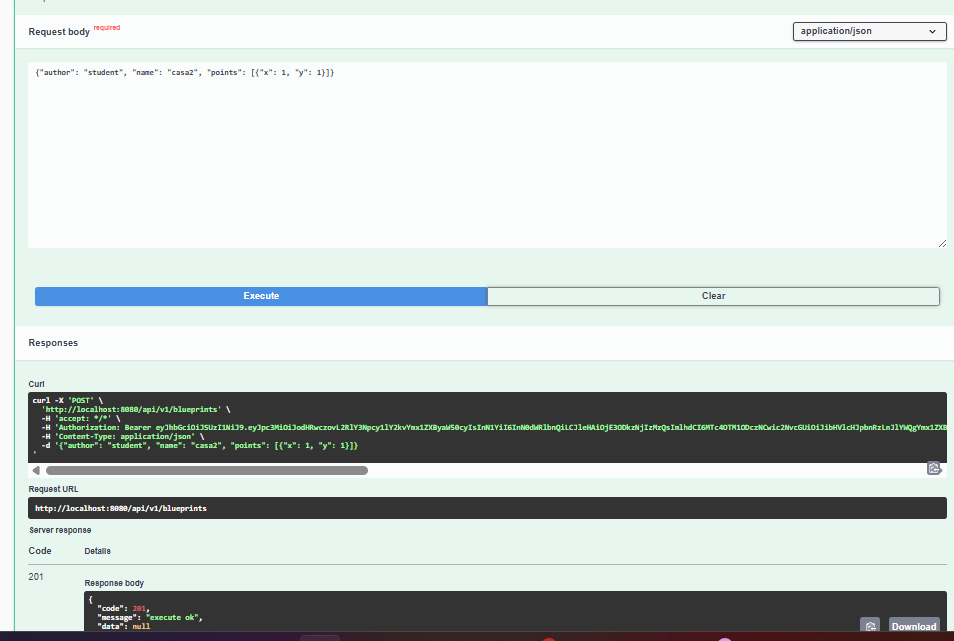 Request body required
application/json
{"author": "student", "name": "casa2", "points": [{"x": 1, "y": 1}]}
Execute
Clear
Responses
Curl
curl -X 'POST' \
'http://localhost:8080/api/v1/blueprints' \
-H 'accept: */*' \
-H 'Authorization: Bearer
-H 'Content-Type: application/json' \
-d '{"author": "student", "name": "casa2", "points": [{"x": 1, "y": 1}]}
'
Request URL
http://localhost:8080/api/v1/blueprints
Server response
Code
Details
201
Response body
{
"code": 201,
"message": "execute ok",
"data": null
Download